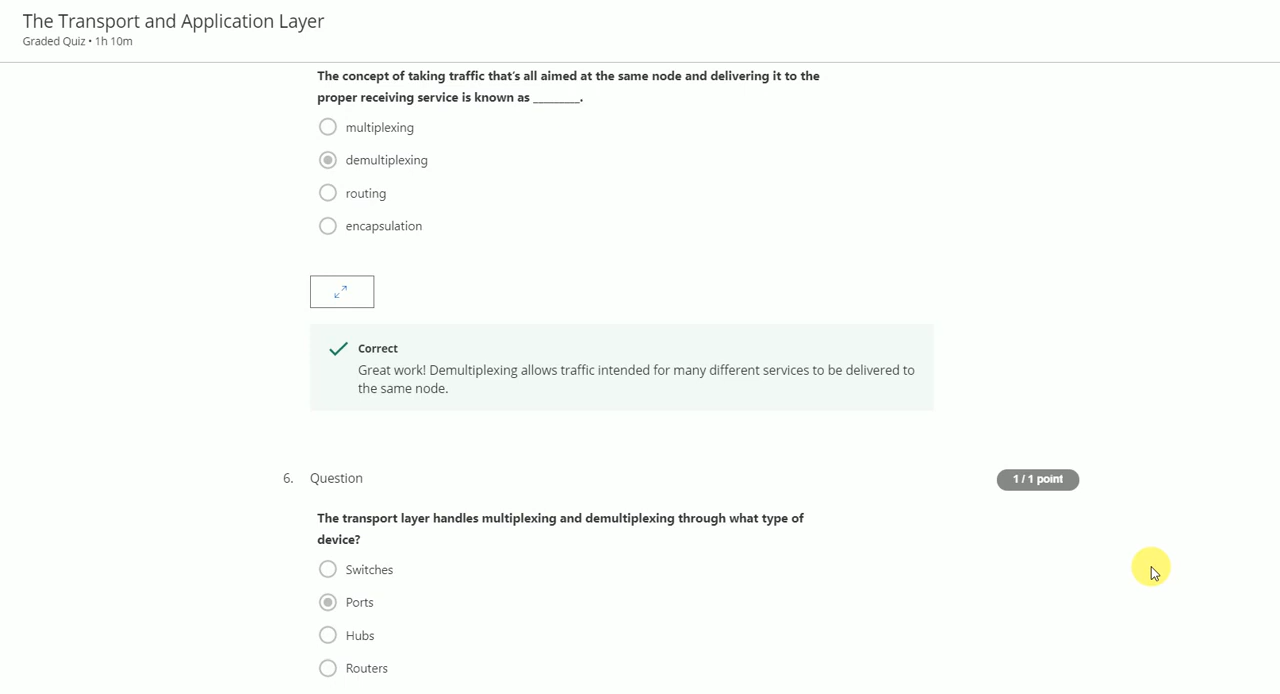 The Transport and Application Layer
Graded Quiz • 1h 10m
The concept of taking traffic that's all aimed at the same node and delivering it to the
proper receiving service is known as _________.
multiplexing
demultiplexing
routing
encapsulation
Correct
Great work! Demultiplexing allows traffic intended for many different services to be delivered to
the same node.
6. Question
1 / 1 point
The transport layer handles multiplexing and demultiplexing through what type of
device?
Switches
Ports
Hubs
Routers